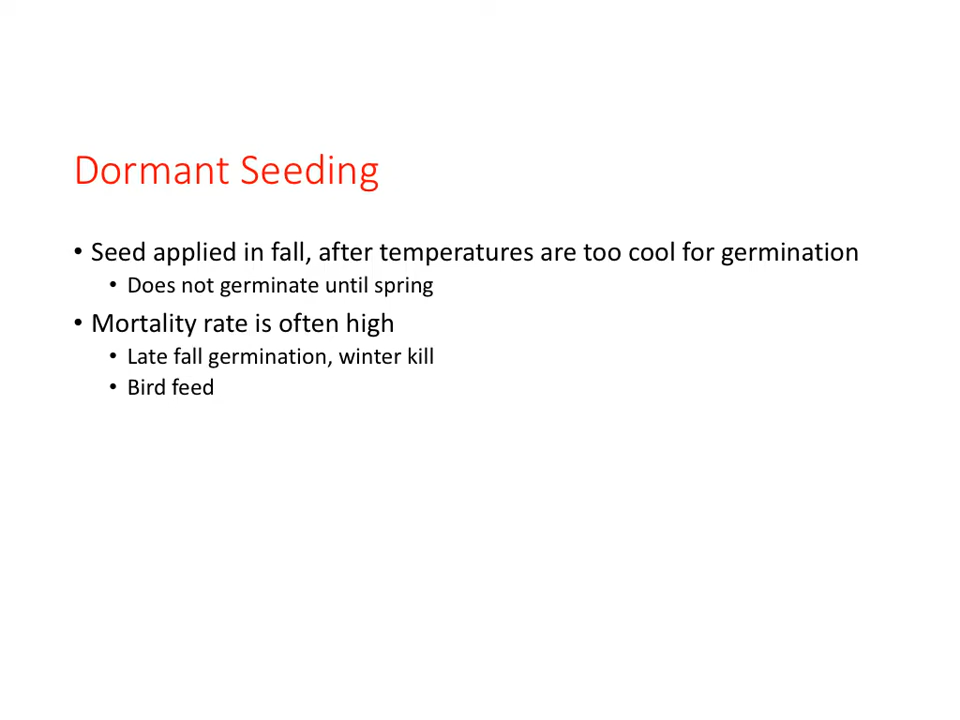 Dormant Seeding
• Seed applied in fall, after temperatures are too cool for germination
• Does not germinate until spring
• Mortality rate is often high
• Late fall germination, winter kill
• Bird feed